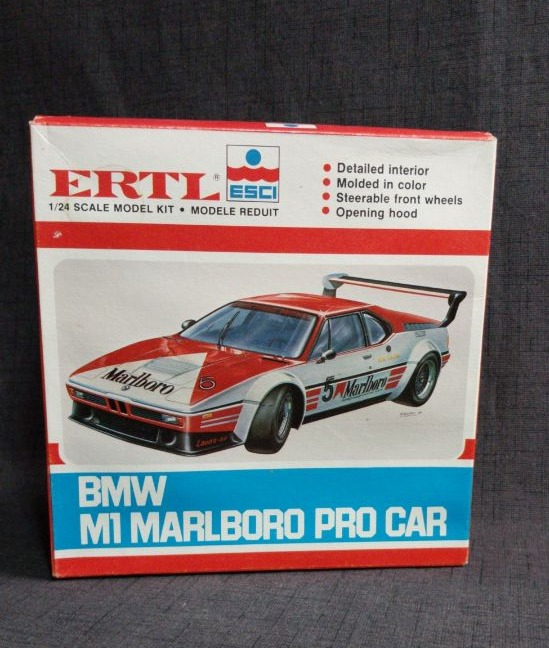 ERTL®
ESCI
1/24 SCALE MODEL KIT • MODELE REDUIT
• Detailed interior
• Molded in color
• Steerable front wheels
• Opening hood
Marlboro
5
5 Marlboro
BMW
M1 MARLBORO PRO CAR